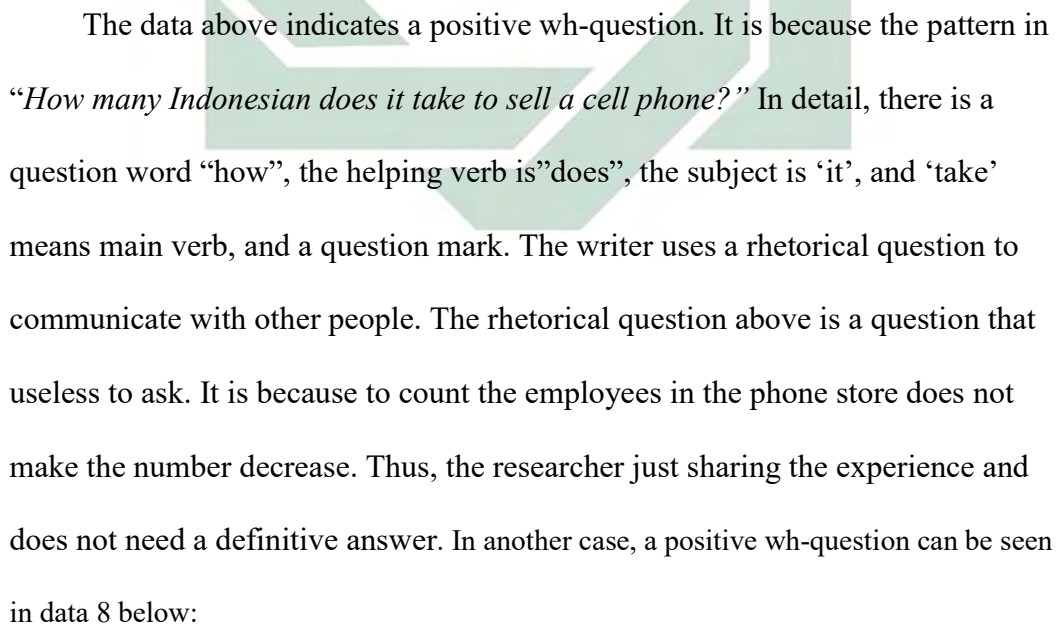 The data above indicates a positive wh-question. It is because the pattern in
“How many Indonesian does it take to sell a cell phone?” In detail, there is a
question word “how”, the helping verb is”does”, the subject is ‘it’, and ‘take’
means main verb, and a question mark. The writer uses a rhetorical question to
communicate with other people. The rhetorical question above is a question that
useless to ask. It is because to count the employees in the phone store does not
make the number decrease. Thus, the researcher just sharing the experience and
does not need a definitive answer. In another case, a positive wh-question can be seen
in data 8 below: